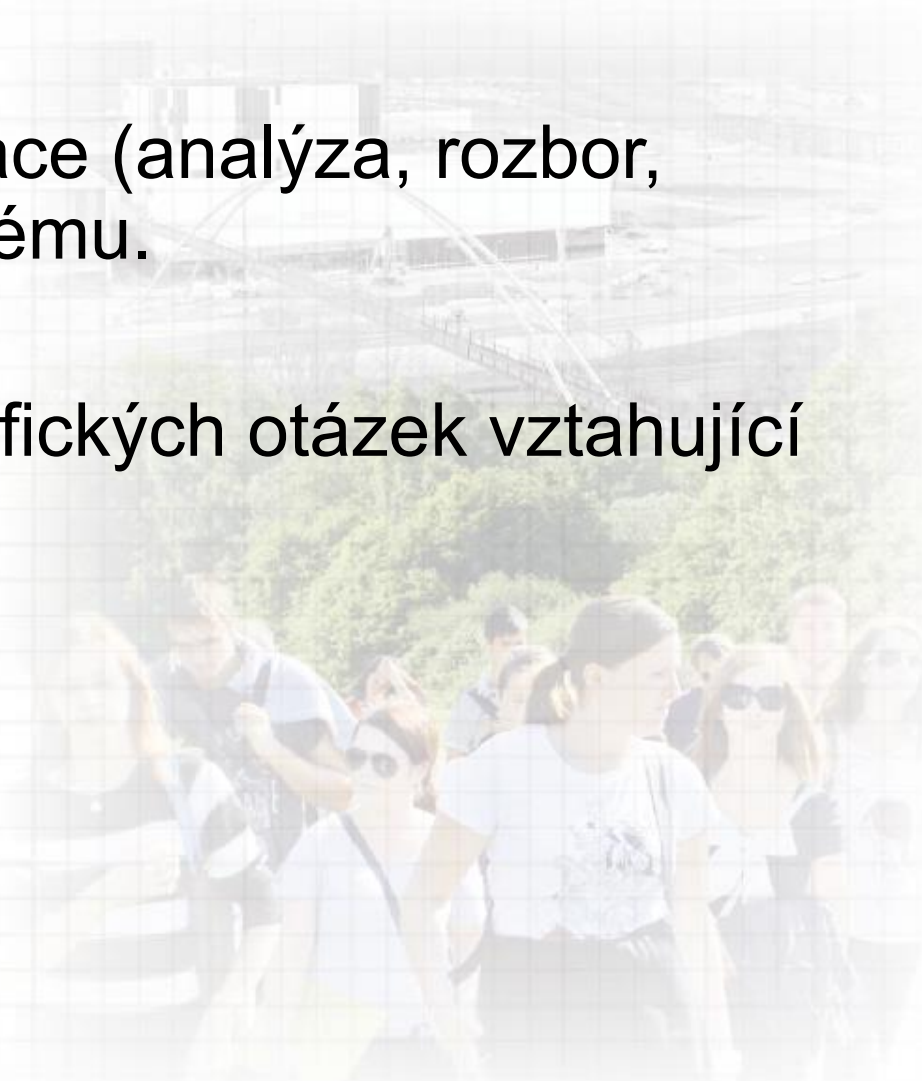 ace (analýza, rozbor,
ému.
fických otázek vztahující